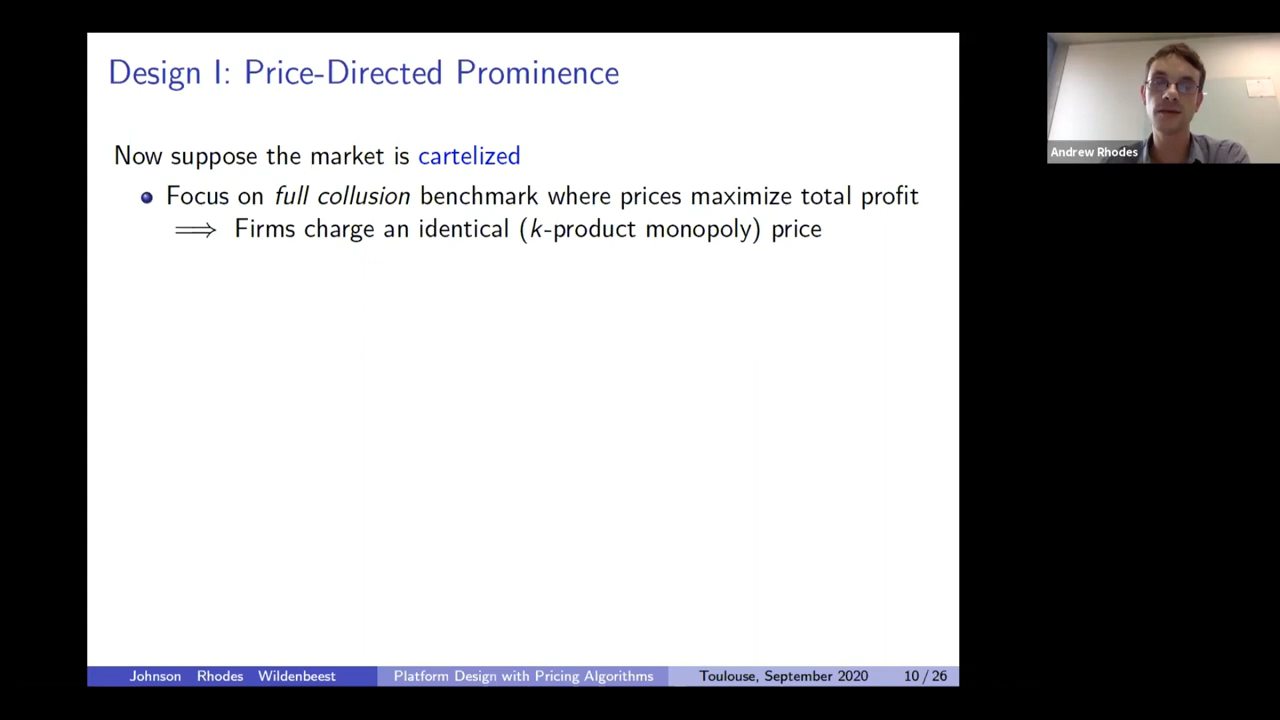 Design I: Price-Directed Prominence
Now suppose the market is cartelized
Focus on full collusion benchmark where prices maximize total profit
⟹ Firms charge an identical (k-product monopoly) price
Johnson Rhodes Wildenbeest
Platform Design with Pricing Algorithms
Toulouse, September 2020
10 / 26
Andrew Rhodes